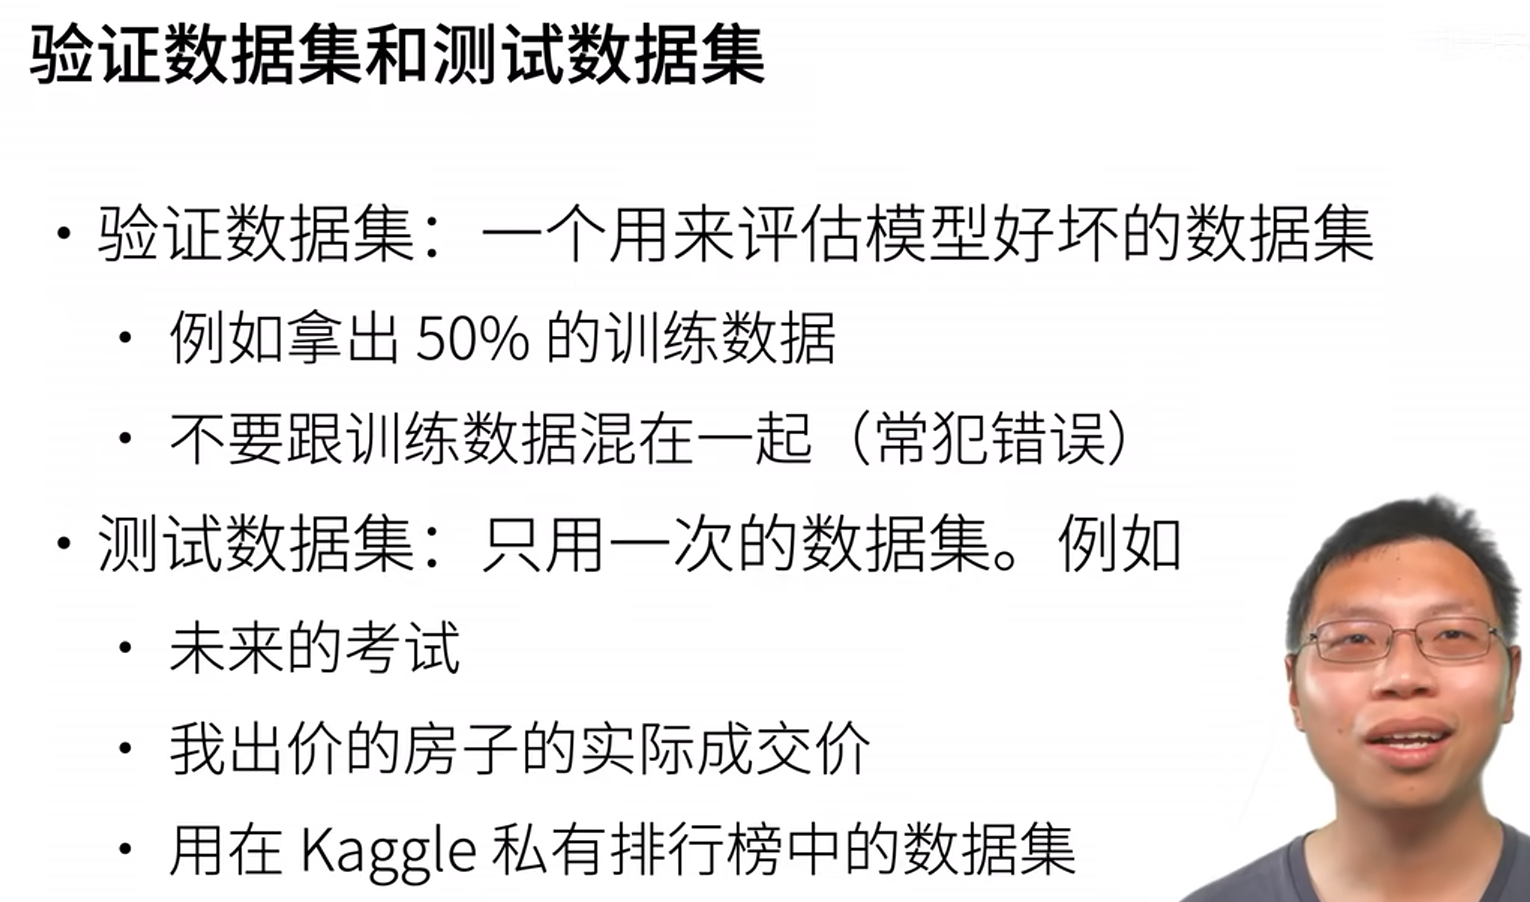 验证数据集和测试数据集
• 验证数据集：一个用来评估模型好坏的数据集
• 例如拿出 50% 的训练数据
• 不要跟训练数据混在一起（常犯错误）
• 测试数据集：只用一次的数据集。例如
• 未来的考试
• 我出价的房子的实际成交价
• 用在 Kaggle 私有排行榜中的数据集